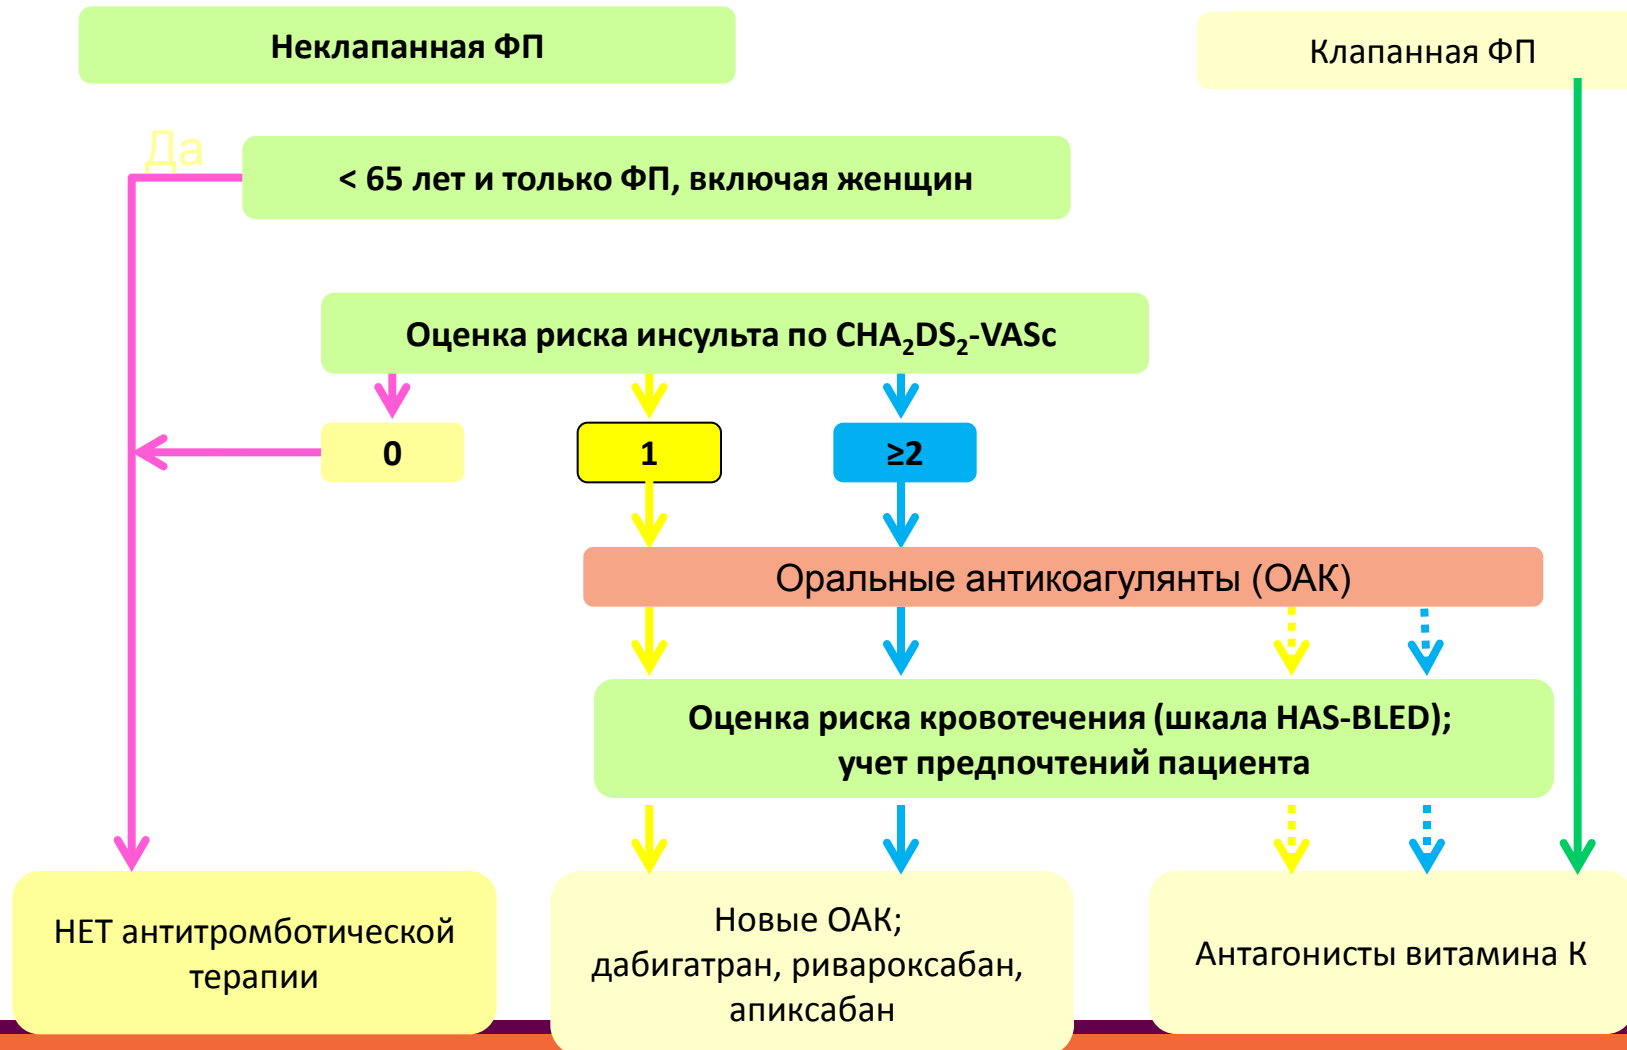 Неклапанная ФП
Клапанная ФП
Да
< 65 лет и только ФП, включая женщин
Оценка риска инсульта по CHA₂DS₂-VASc
0
1
≥2
Оральные антикоагулянты (ОАК)
Оценка риска кровотечения (шкала HAS-BLED);
учет предпочтений пациента
НЕТ антитромботической
терапии
Новые ОАК;
дабигатран, ривароксабан,
апиксабан
Антагонисты витамина К